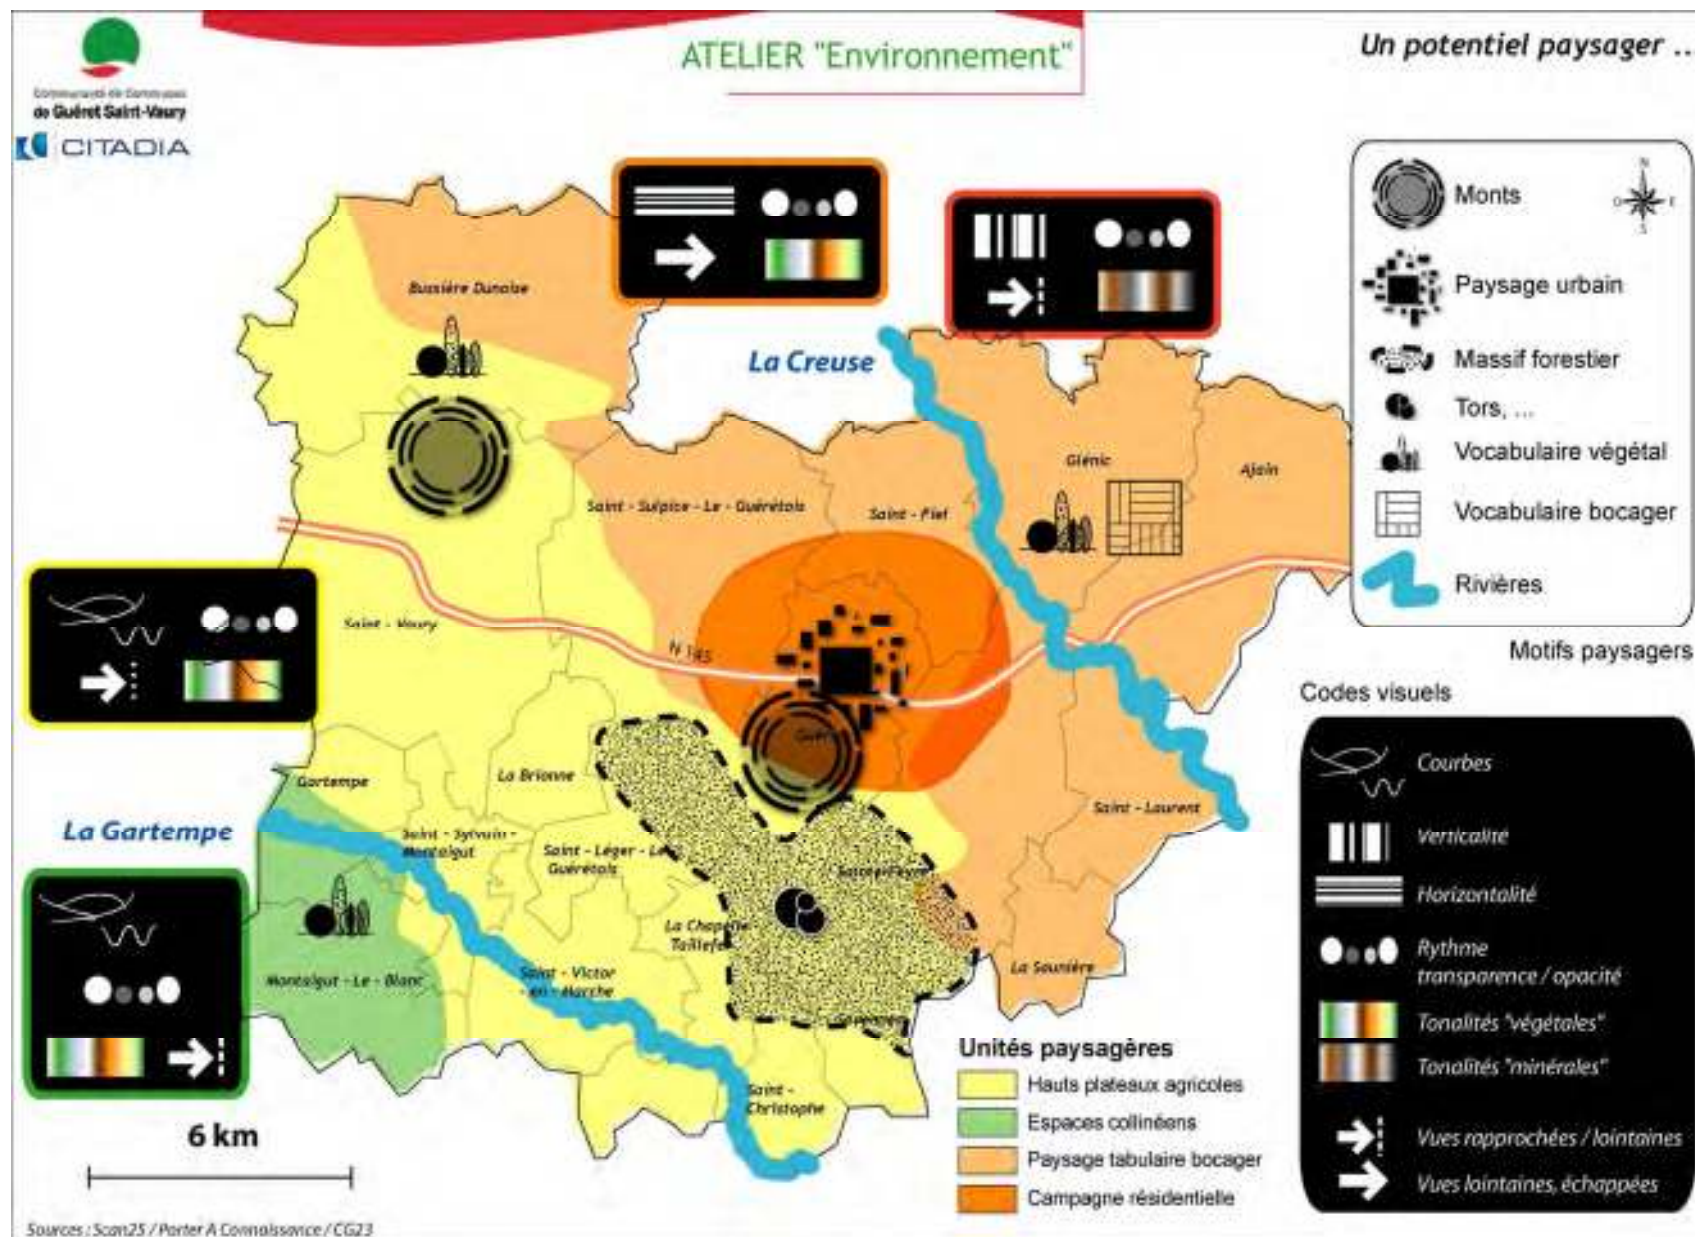 ATELIER "Environnement"
Un potentiel paysager ..
Communauté de Communes
de Guéret Saint-Vaury
CITADIA
Monts
N
O
E
S
Paysage urbain
Massif forestier
Tors, ...
Vocabulaire végétal
Vocabulaire bocager
Rivières
Motifs paysagers
Bussière Dunoise
La Creuse
Glénic
Ajain
Saint - Sulpice - Le - Guérétois
Saint - Fief
Saint - Vaury
N 145
Gartempe
La Brionne
La Gartempe
Saint - Sylvain -
Montaigut
Saint - Léger - Le
Guérétois
Saint - Laurent
La Chapelle
Taillefer
La Saunière
Montaigut - Le - Blanc
Saint - Victor
- en - Marche
Saint -
Christophe
Codes visuels
Courbes
Verticalité
Horizontalité
Rythme
transparence / opacité
Tonalités "végétales"
Tonalités "minérales"
Vues rapprochées / lointaines
Vues lointaines, échappées
Unités paysagères
Hauts plateaux agricoles
Espaces collinéens
Paysage tabulaire bocager
Campagne résidentielle
6 km
Sources : Scan25 / Porter A Connaissance / CG23